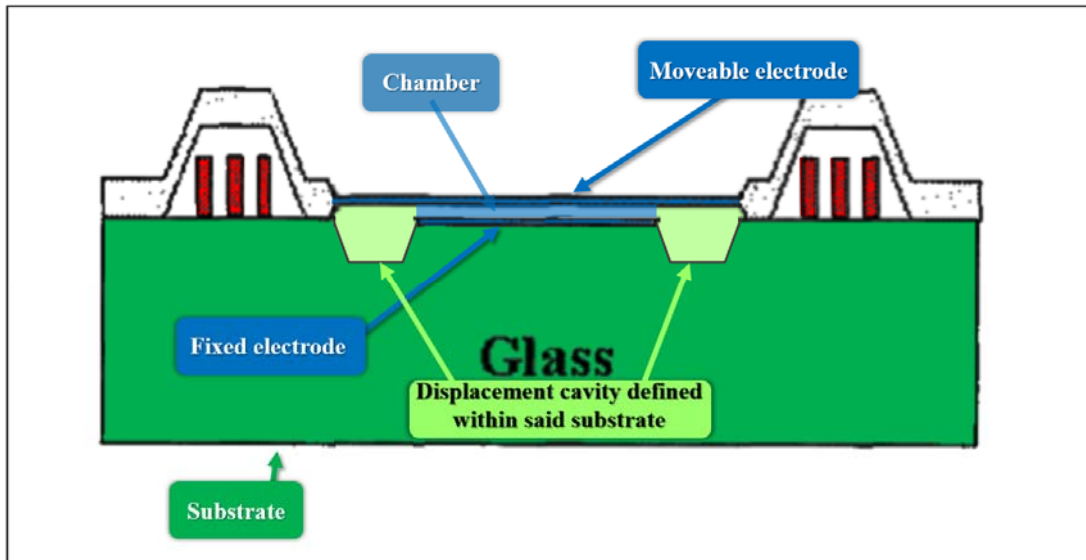 Chamber
Moveable electrode
Fixed electrode
Glass
Displacement cavity defined
within said substrate
Substrate